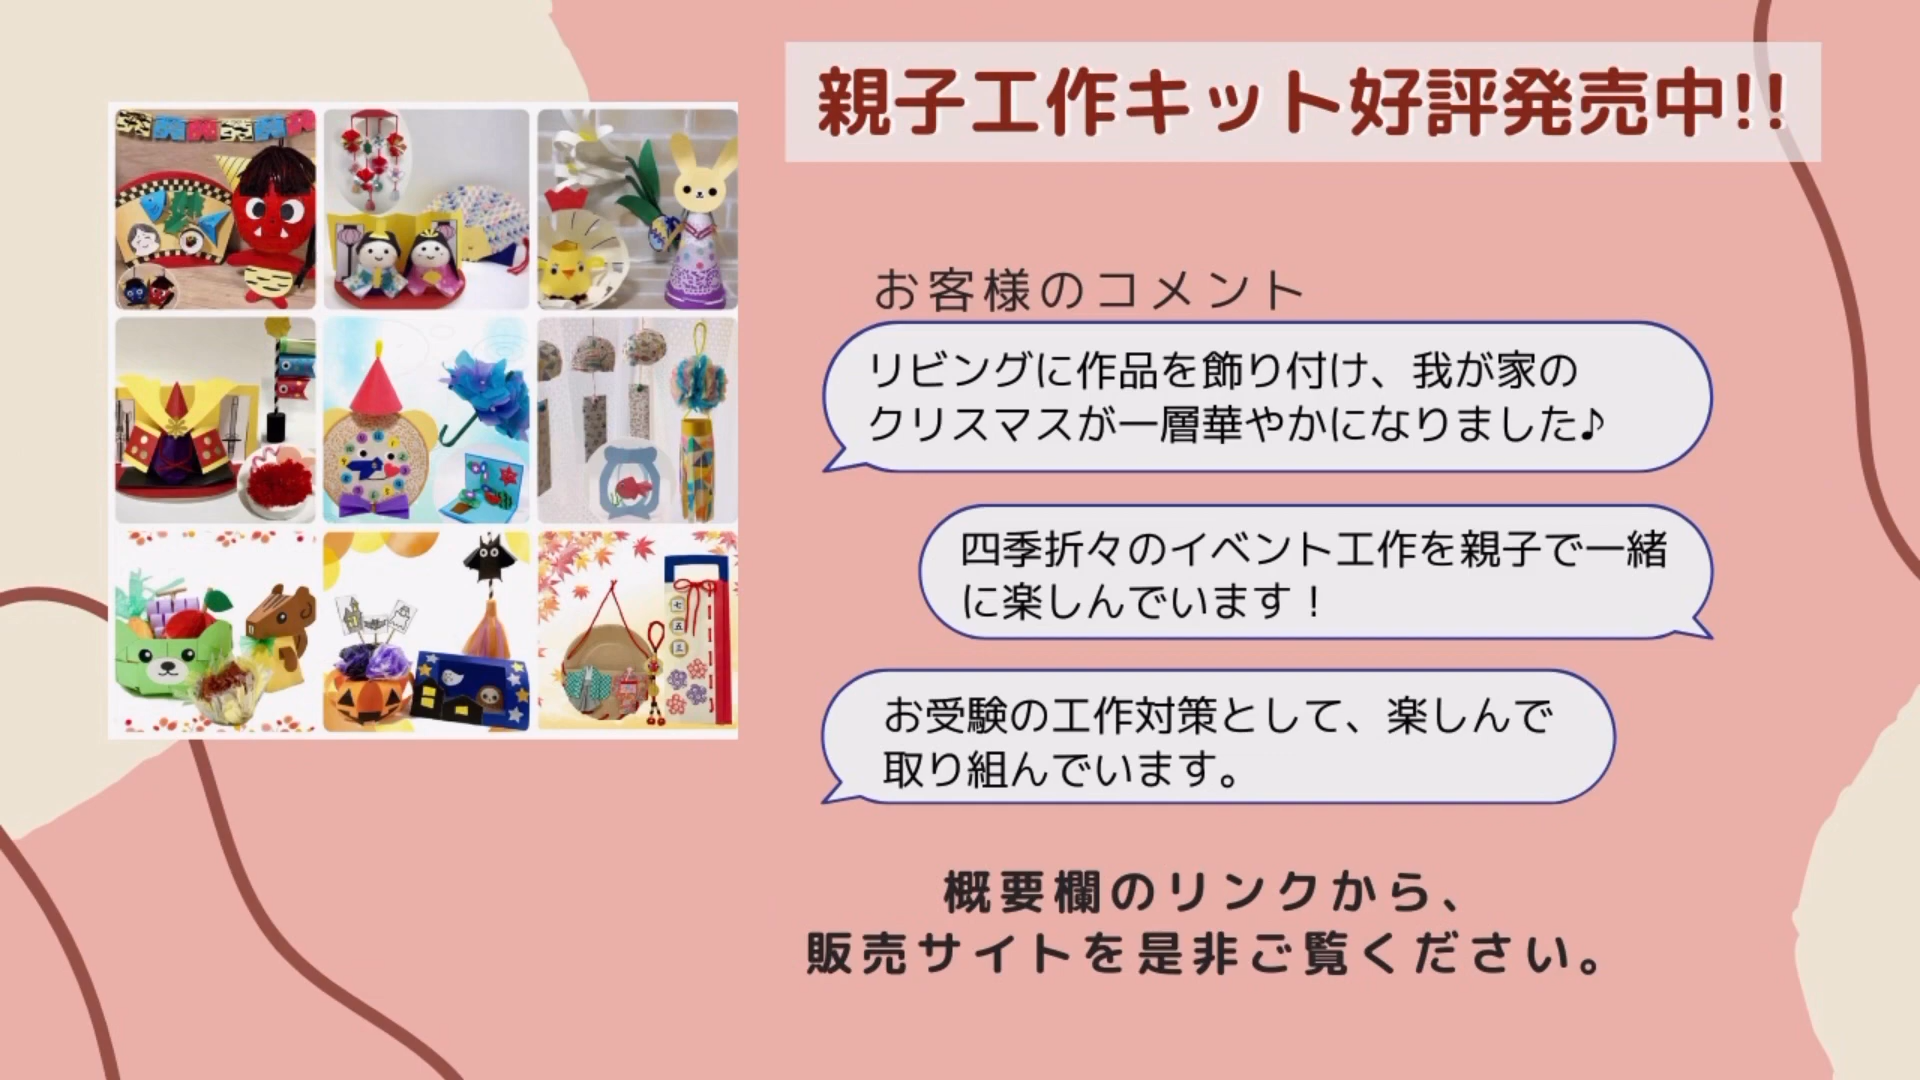 親子工作キット好評発売中!!
お客様のコメント
リビングに作品を飾り付け、我が家の
クリスマスが一層華やかになりました♪
四季折々のイベント工作を親子で一緒
に楽しんでいます！
お受験の工作対策として、楽しんで
取り組んでいます。
概要欄のリンクから、
販売サイトを是非ご覧ください。
七
五
三